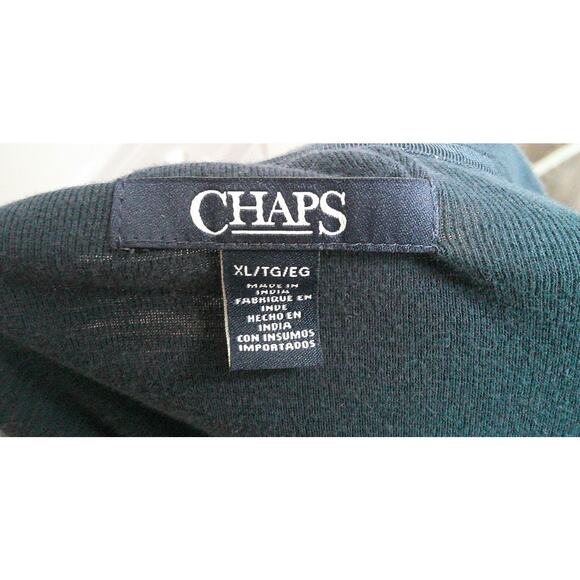 CHAPS
XL/TG/EG
MADE IN
INDIA
FABRIQUE EN
INDE
HECHO EN
INDIA
CON INSUMOS
IMPORTADOS